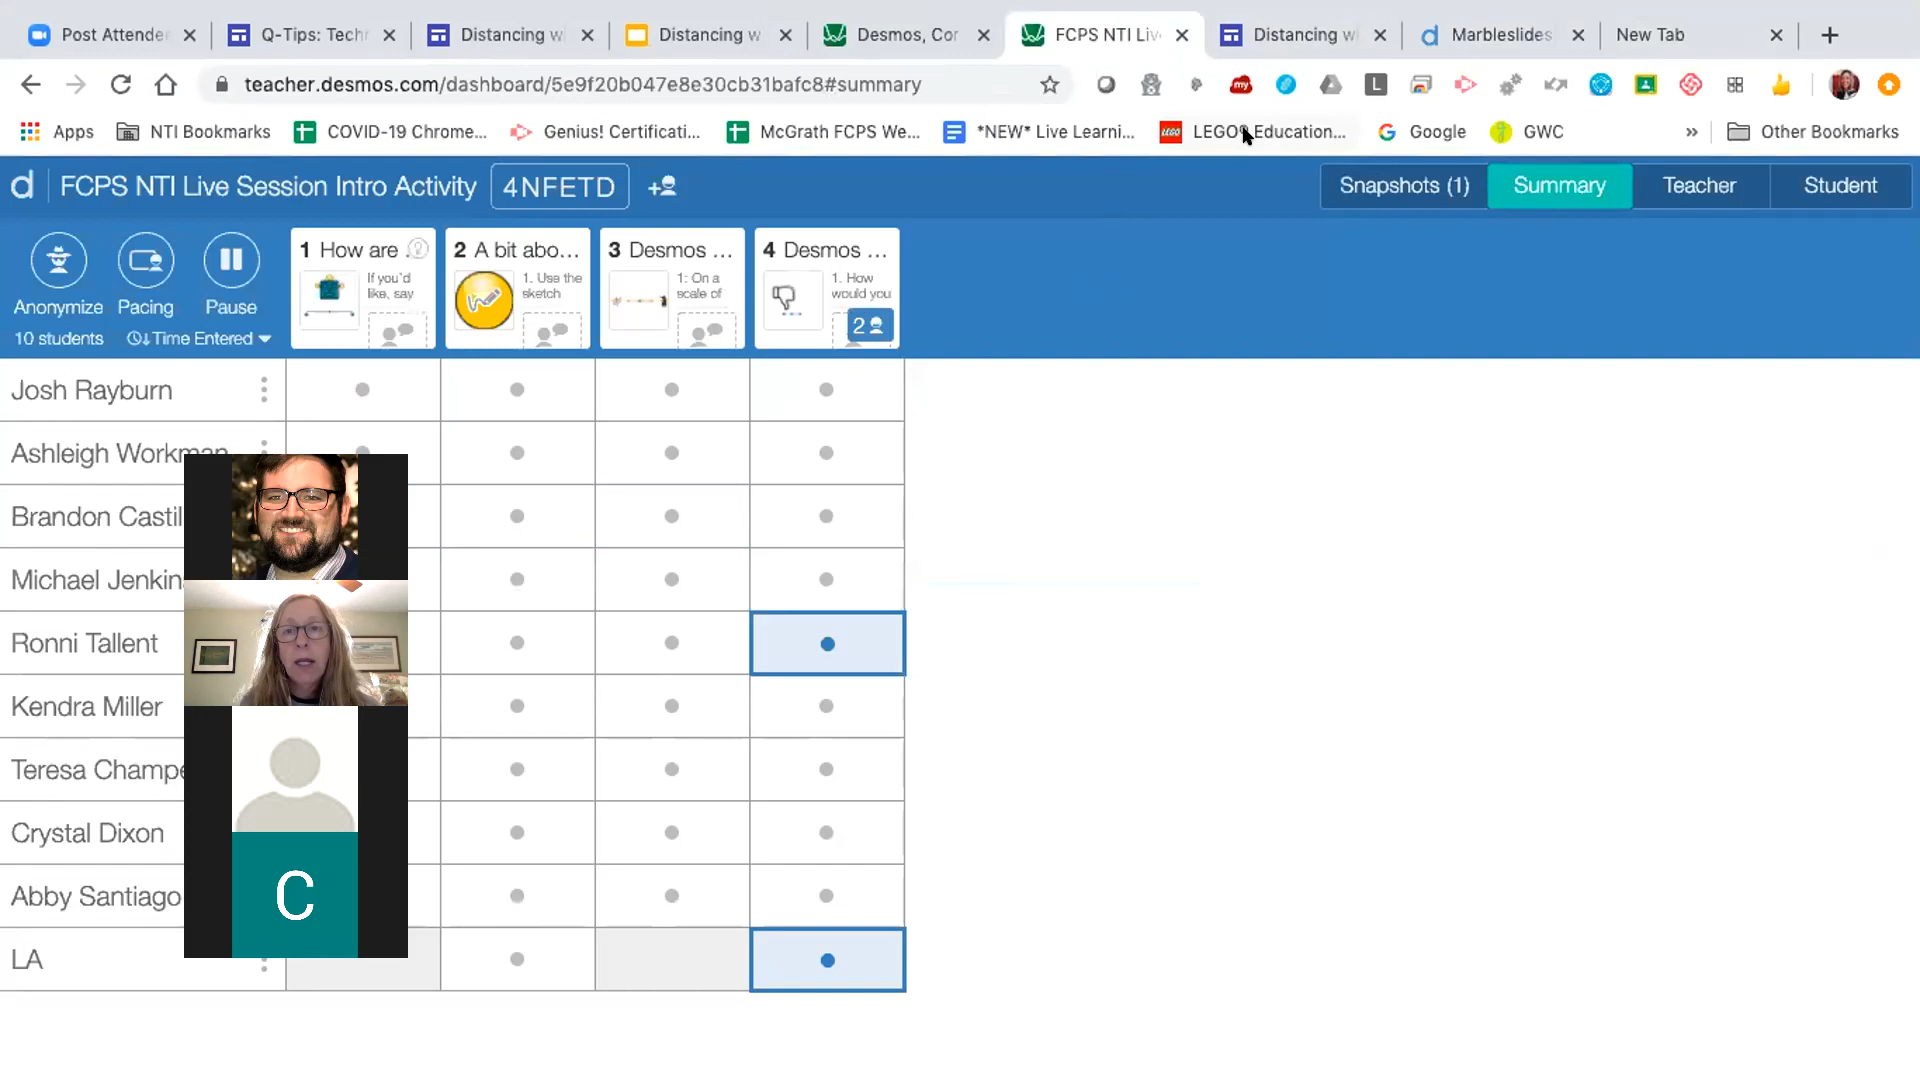 Post Attende
Q-Tips: Tech
Distancing w
Distancing w
Desmos, Cor
FCPS NTI Liv
Distancing w
Marbleslides
New Tab
teacher.desmos.com/dashboard/5e9f20b047e8e30cb31bafc8#summary
Apps
NTI Bookmarks
COVID-19 Chrome...
Genius! Certificati...
McGrath FCPS We...
*NEW* Live Learni...
LEGO® Education...
Google
GWC
»
Other Bookmarks
d
FCPS NTI Live Session Intro Activity
4NFETD
Snapshots (1)
Summary
Teacher
Student
Anonymize
Pacing
Pause
10 students
Time Entered
1 How are
If you'd
like, say
2 A bit abo...
1. Use the
sketch
3 Desmos ...
1: On a
scale of
4 Desmos ...
1. How
would you
2
Josh Rayburn
Ashleigh Workman
Brandon Castil
Michael Jenkin
Ronni Tallent
Kendra Miller
Teresa Champe
Crystal Dixon
Abby Santiago
C
LA